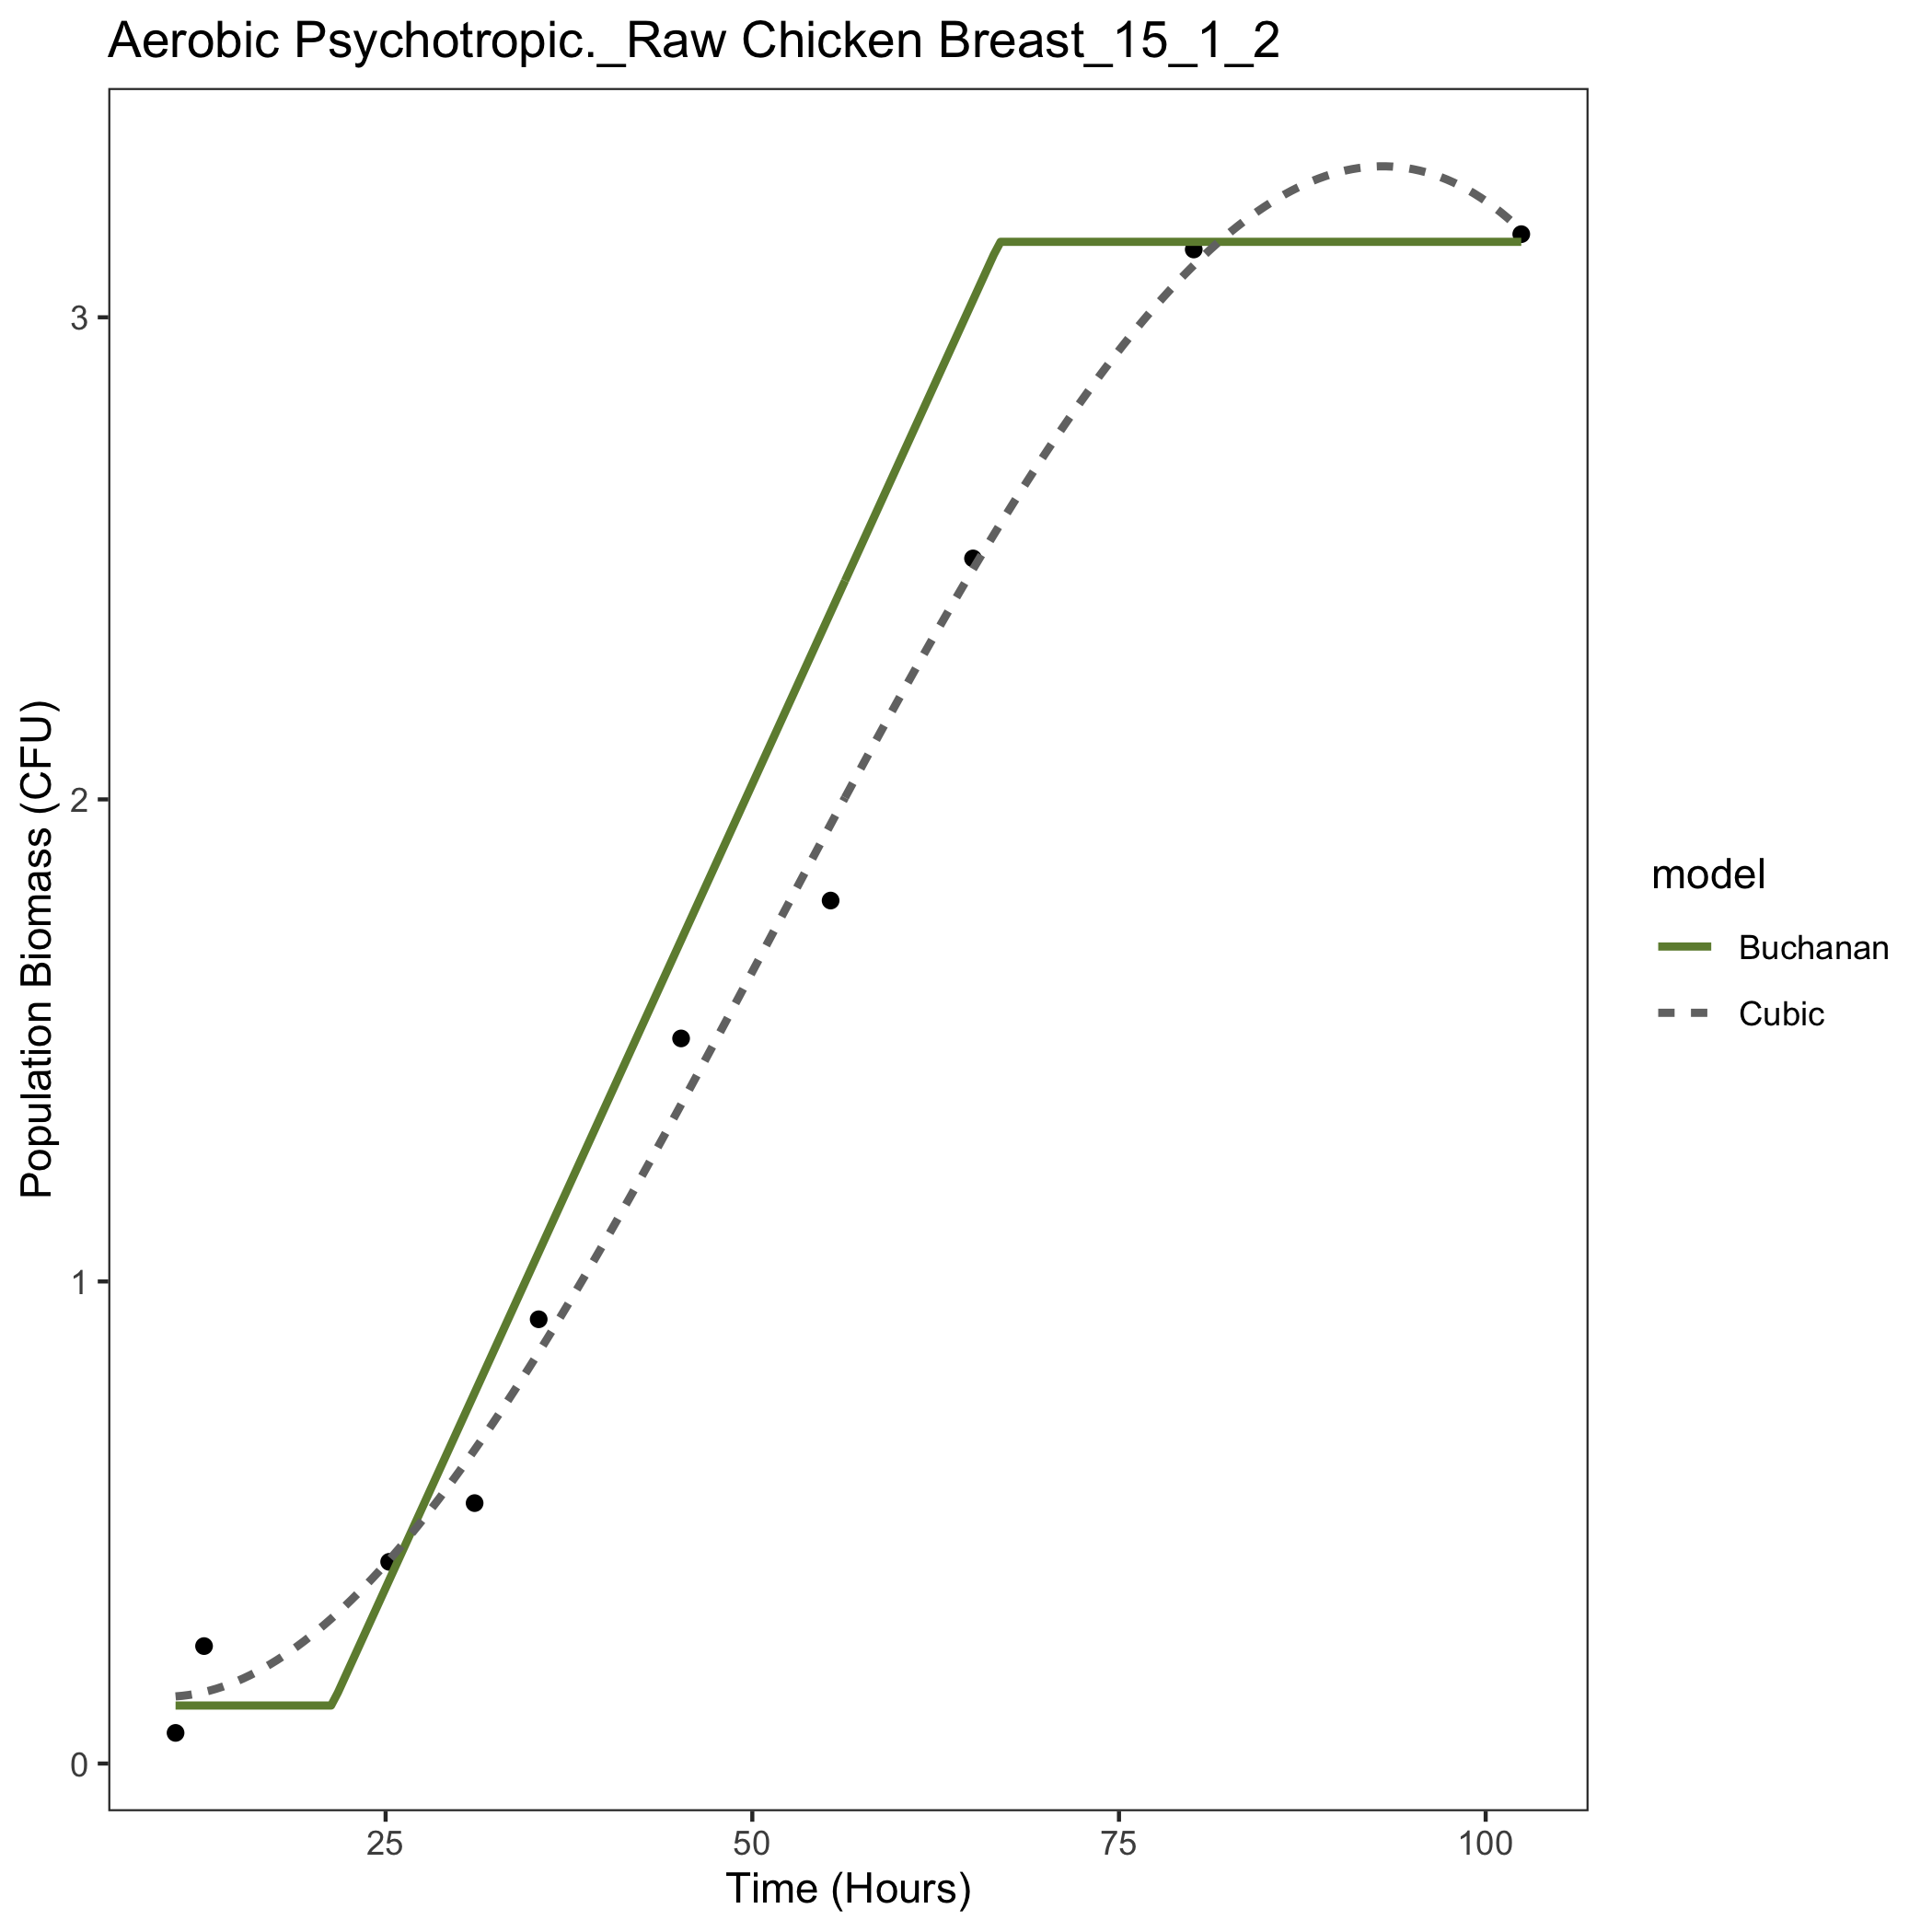 Aerobic Psychotropic._Raw Chicken Breast_15_1_2
Population Biomass (CFU)
3
2
1
0
25 50 75 100
Time (Hours)
model
Buchanan
Cubic